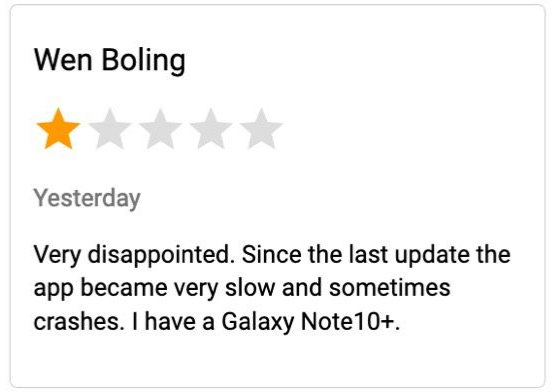 Wen Boling
Yesterday
Very disappointed. Since the last update the
app became very slow and sometimes
crashes. I have a Galaxy Note10+.